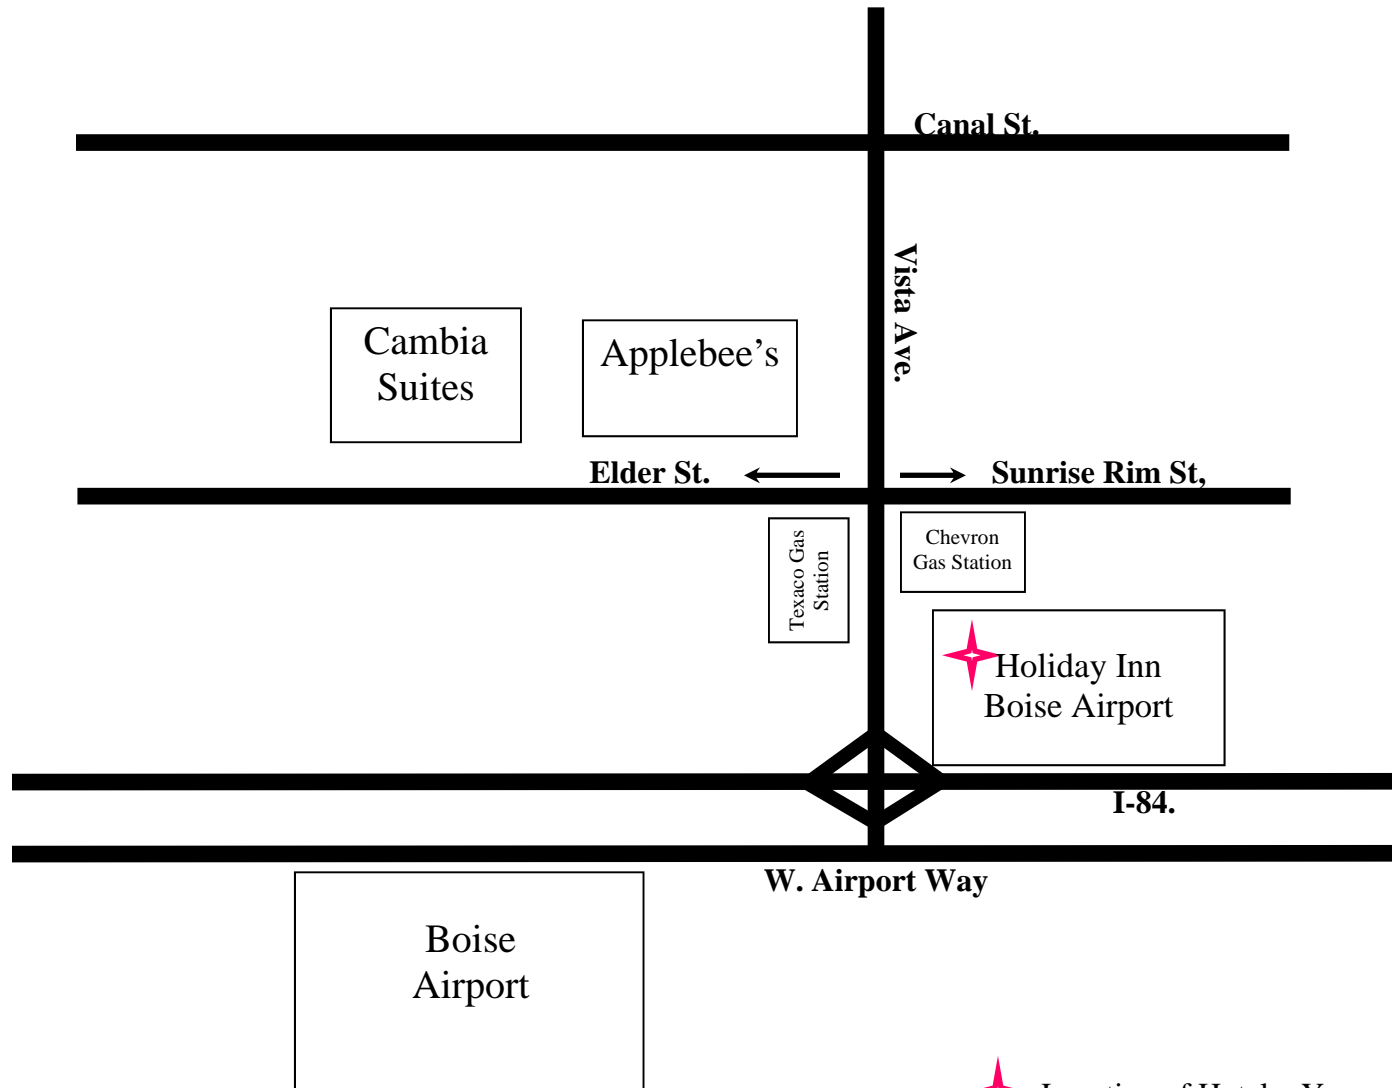 Canal St.
Vista Ave.
Cambia
Suites
Applebee’s
Elder St.
Sunrise Rim St,
Texaco Gas
Station
Chevron
Gas Station
Holiday Inn
Boise Airport
I-84.
W. Airport Way
Boise
Airport